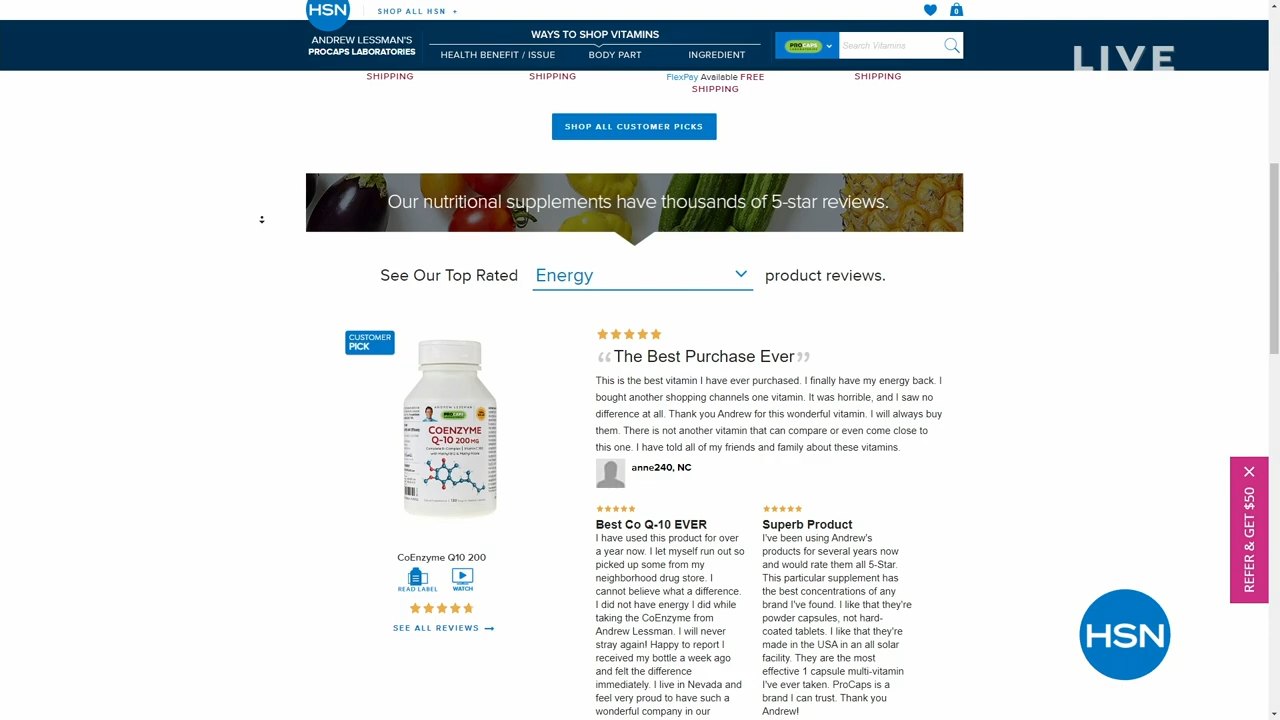 HSN
SHOP ALL HSN +
0
ANDREW LESSMAN'S
PROCAPS LABORATORIES
WAYS TO SHOP VITAMINS
HEALTH BENEFIT / ISSUE
BODY PART
INGREDIENT
PROCAPS
Search Vitamins
LIVE
SHIPPING
SHIPPING
FlexPay Available FREE
SHIPPING
SHIPPING
SHOP ALL CUSTOMER PICKS
Our nutritional supplements have thousands of 5-star reviews.
See Our Top Rated Energy product reviews.
CUSTOMER
PICK
ANDREW LESSMAN
PROCAPS
COENZYME
Q-10 200 MG
CoEnzyme Q10 200
READ LABEL
WATCH
SEE ALL REVIEWS
“The Best Purchase Ever”
This is the best vitamin I have ever purchased. I finally have my energy back. I
bought another shopping channels one vitamin. It was horrible, and I saw no
difference at all. Thank you Andrew for this wonderful vitamin. I will always buy
them. There is not another vitamin that can compare or even come close to
this one. I have told all of my friends and family about these vitamins.
anne240, NC
Best Co Q-10 EVER
I have used this product for over
a year now. I let myself run out so
picked up some from my
neighborhood drug store. I
cannot believe what a difference.
I did not have energy I did while
taking the CoEnzyme from
Andrew Lessman. I will never
stray again! Happy to report I
received my bottle a week ago
and felt the difference
immediately. I live in Nevada and
feel very proud to have such a
wonderful company in our
Superb Product
I've been using Andrew's
products for several years now
and would rate them all 5-Star.
This particular supplement has
the best concentrations of any
brand I've found. I like that they're
powder capsules, not hard-
coated tablets. I like that they're
made in the USA in an all solar
facility. They are the most
effective 1 capsule multi-vitamin
I've ever taken. ProCaps is a
brand I can trust. Thank you
Andrew!
REFER & GET $50
HSN